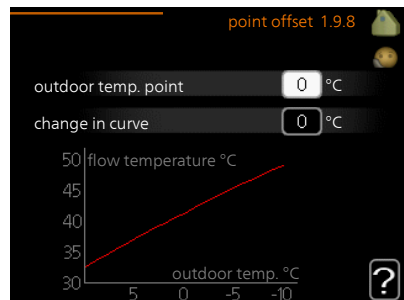 point offset 1.9.8
outdoor temp. point 0 °C
change in curve 0 °C
50 flow temperature °C
45
40
35
outdoor temp. °C
30
5 0 -5 -10
?